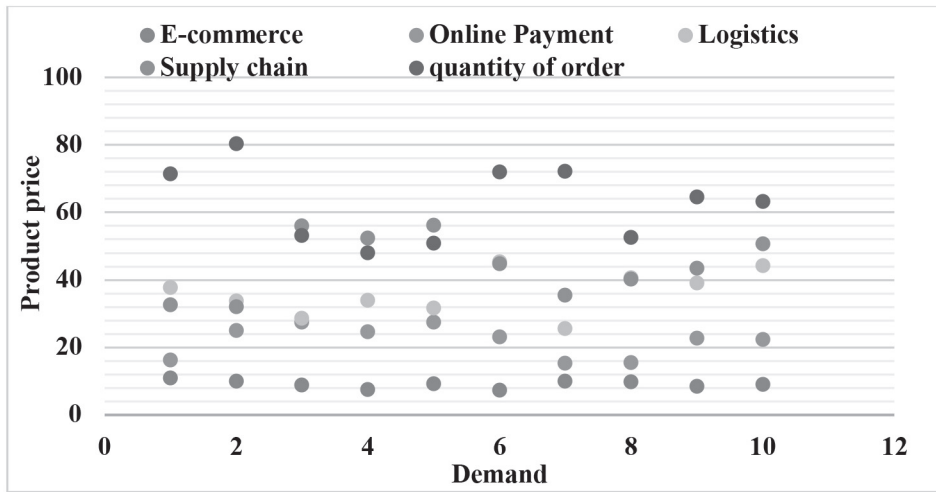 E-commerce Online Payment Logistics
Supply chain quantity of order
100
80
60
40
20
0
Product price
0 2 4 6 8 10 12
Demand